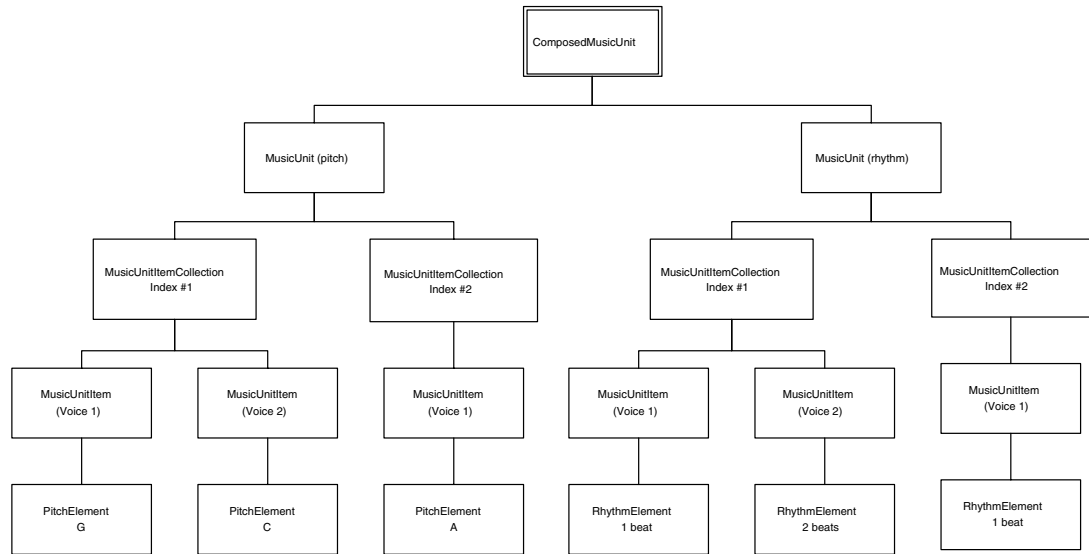 ComposedMusicUnit
MusicUnit (pitch)
MusicUnit (rhythm)
MusicUnitItemCollection
Index #1
MusicUnitItemCollection
Index #2
MusicUnitItemCollection
Index #1
MusicUnitItemCollection
Index #2
MusicUnitItem
(Voice 1)
MusicUnitItem
(Voice 2)
MusicUnitItem
(Voice 1)
MusicUnitItem
(Voice 1)
MusicUnitItem
(Voice 2)
MusicUnitItem
(Voice 1)
PitchElement
G
PitchElement
C
PitchElement
A
RhythmElement
1 beat
RhythmElement
2 beats
RhythmElement
1 beat